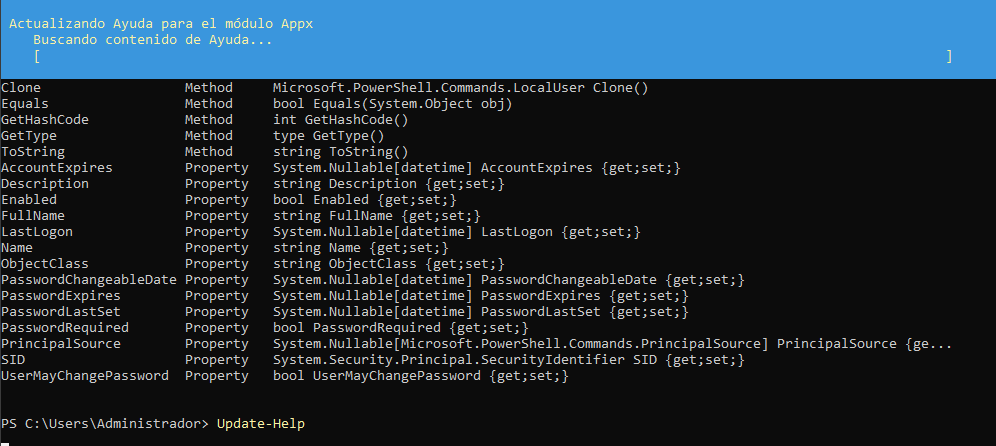 Actualizando Ayuda para el módulo Appx
Buscando contenido de Ayuda...
[ ]
Clone Method Microsoft.PowerShell.Commands.LocalUser Clone()
Equals Method bool Equals(System.Object obj)
GetHashCode Method int GetHashCode()
GetType Method type GetType()
ToString Method string ToString()
AccountExpires Property System.Nullable[datetime] AccountExpires {get;set;}
Description Property string Description {get;set;}
Enabled Property bool Enabled {get;set;}
FullName Property string FullName {get;set;}
LastLogon Property System.Nullable[datetime] LastLogon {get;set;}
Name Property string Name {get;set;}
ObjectClass Property string ObjectClass {get;set;}
PasswordChangeableDate Property System.Nullable[datetime] PasswordChangeableDate {get;set;}
PasswordExpires Property System.Nullable[datetime] PasswordExpires {get;set;}
PasswordLastSet Property System.Nullable[datetime] PasswordLastSet {get;set;}
PasswordRequired Property bool PasswordRequired {get;set;}
PrincipalSource Property System.Nullable[Microsoft.PowerShell.Commands.PrincipalSource] PrincipalSource {ge...
SID Property System.Security.Principal.SecurityIdentifier SID {get;set;}
UserMayChangePassword Property bool UserMayChangePassword {get;set;}
PS C:\Users\Administrador> Update-Help